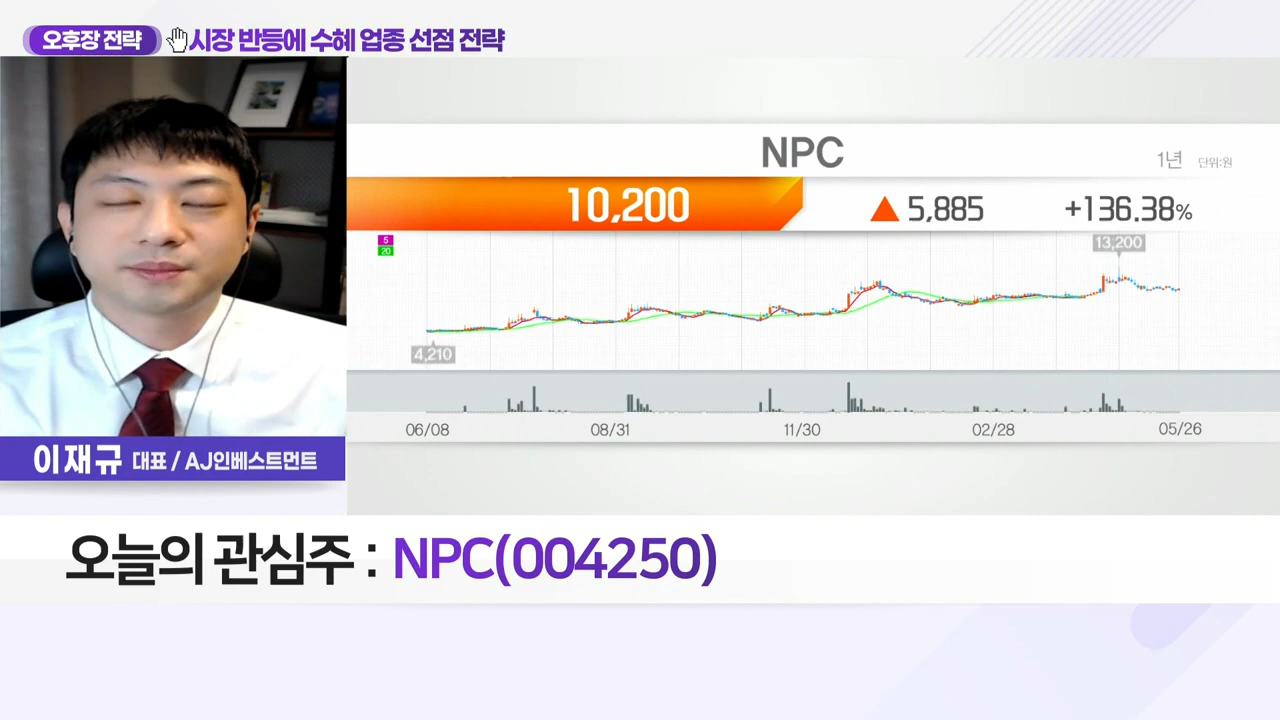 오후장 전략 시장 반등에 수혜 업종 선점 전략
NPC
1년 단위:원
10,200 ▲ 5,885 +136.38%
5
20
13,200
4,210
06/08 08/31 11/30 02/28 05/26
이재규 대표 / AJ인베스트먼트
오늘의 관심주 : NPC(004250)